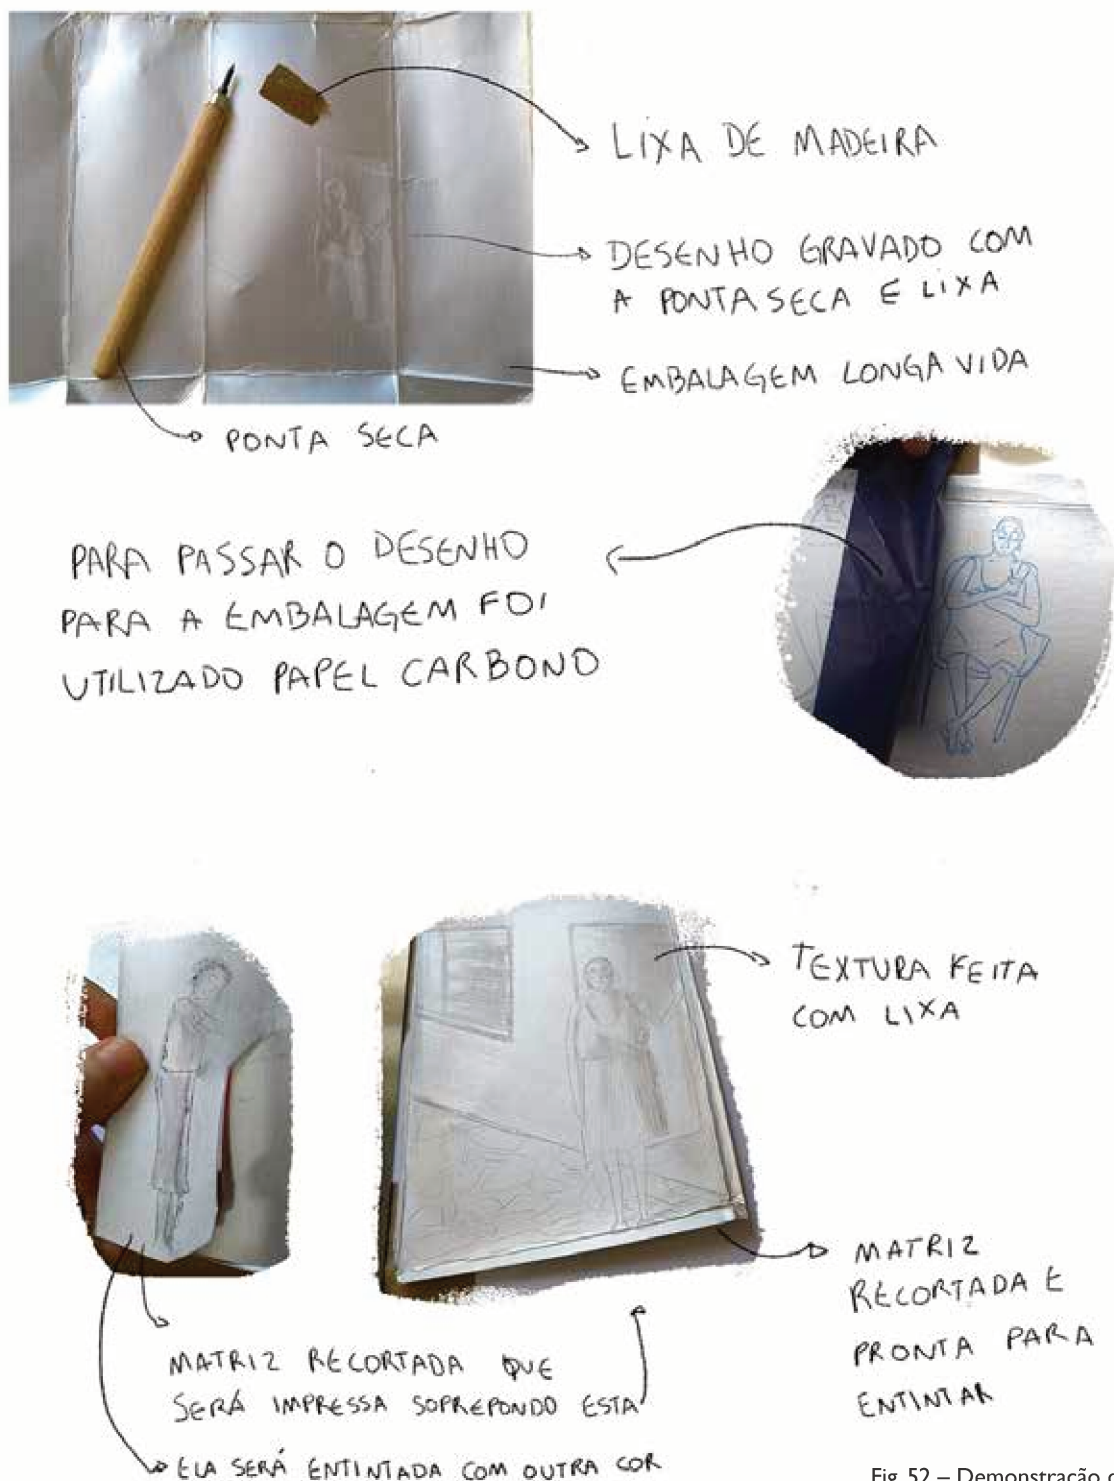 LIXA DE MADEIRA
DESENHO GRAVADO COM
A PONTA SECA E LIXA
EMBALAGEM LONGA VIDA
PONTA SECA
PARA PASSAR O DESENHO
PARA A EMBALAGEM FOI
UTILIZADO PAPEL CARBONO
TEXTURA FEITA
COM LIXA
MATRIZ
RECORTADA E
PRONTA PARA
ENTINTAR
MATRIZ RECORTADA QUE
SERÁ IMPRESSA SOPREPONDO ESTA
ELA SERÁ ENTINTADA COM OUTRA COR
Fig. 52 – Demonstração